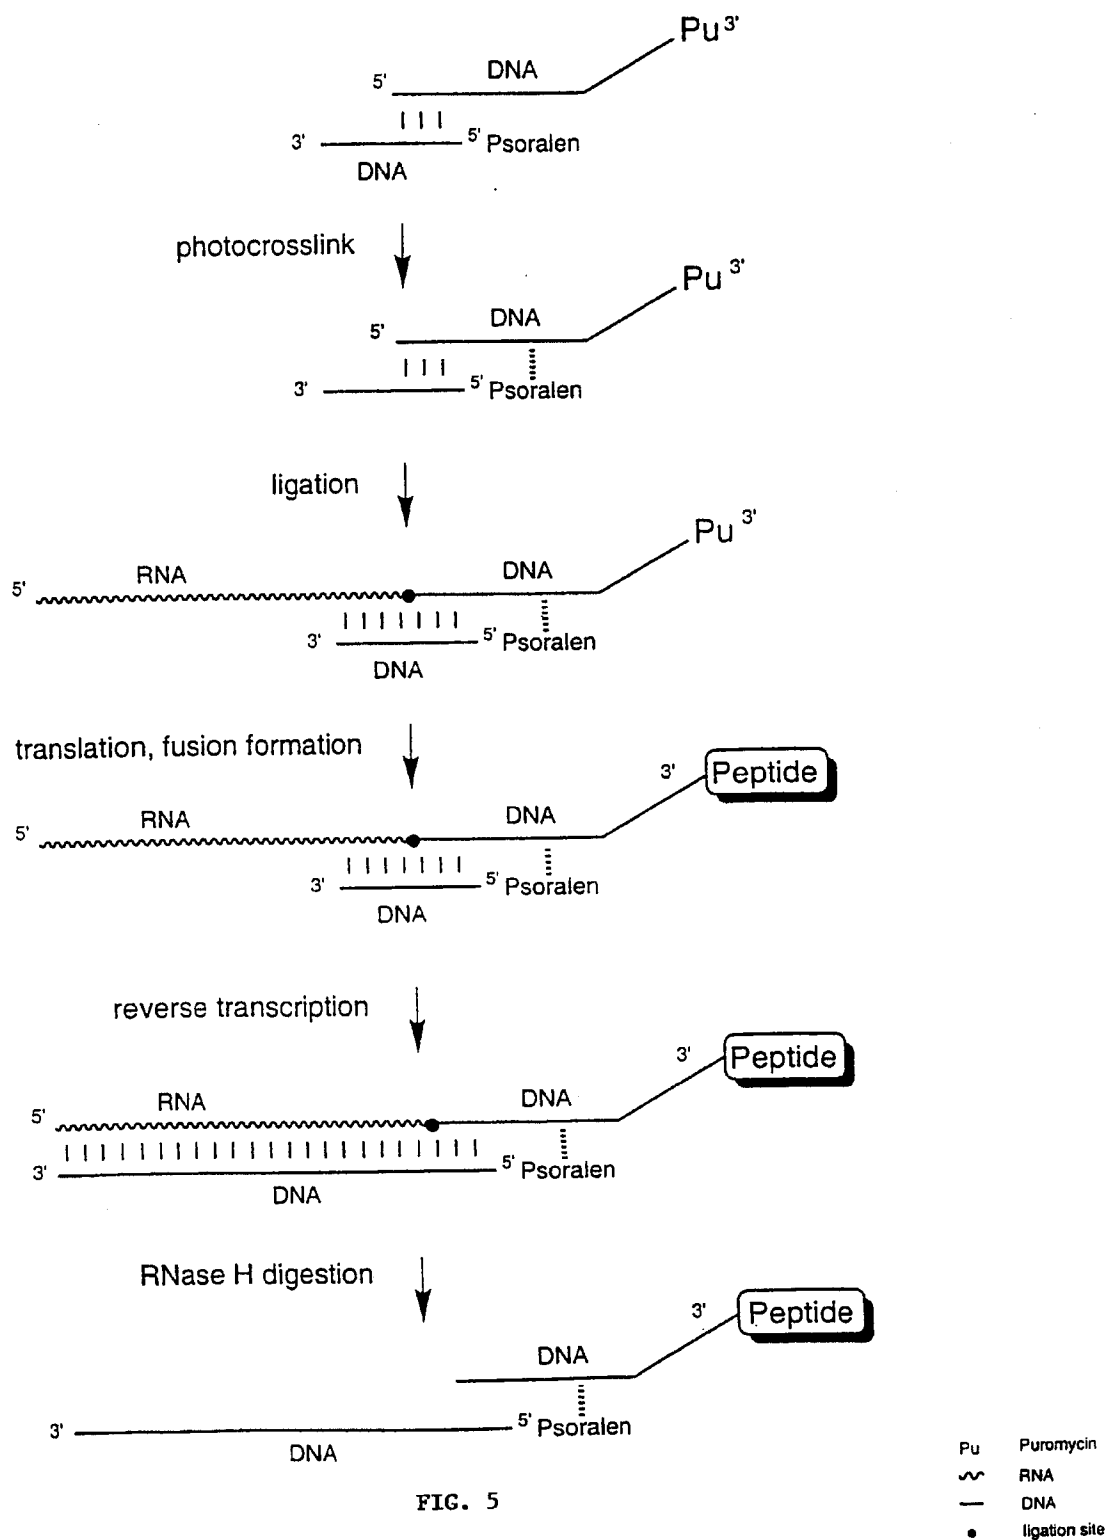 Pu 3'
DNA
5'
3'
5' Psoralen
DNA
photocrosslink
Pu 3'
DNA
5'
3'
5' Psoralen
ligation
Pu 3'
RNA
DNA
5'
3'
5' Psoralen
DNA
translation, fusion formation
3'
Peptide
RNA
DNA
5'
3'
5' Psoralen
DNA
reverse transcription
3'
Peptide
RNA
DNA
5'
3'
5' Psoralen
DNA
RNase H digestion
3'
Peptide
DNA
3'
5' Psoralen
DNA
Pu Puromycin
RNA
DNA
ligation site
FIG. 5